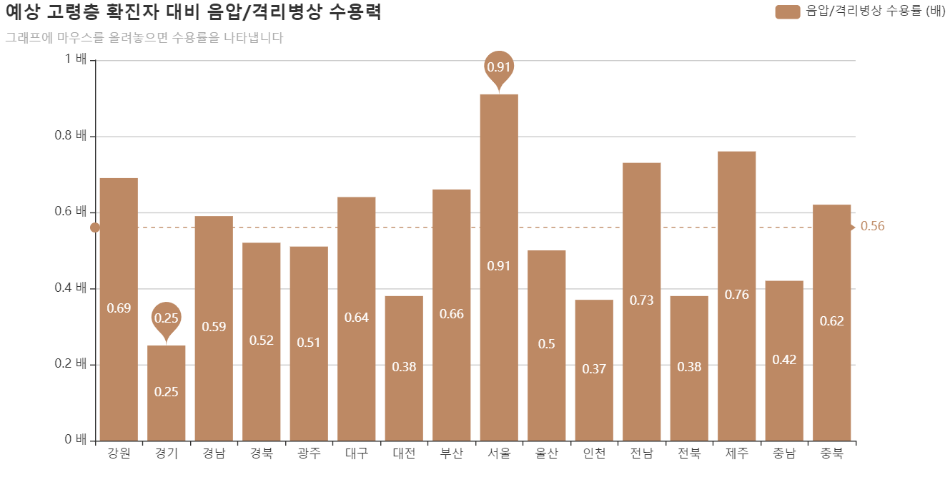 예상 고령층 확진자 대비 음압/격리병상 수용력
음압/격리병상 수용률 (배)
그래프에 마우스를 올려놓으면 수용률을 나타냅니다
1 배
0.8 배
0.6 배
0.4 배
0.2 배
0 배
0.91
0.25
0.56
0.69
0.25
0.59
0.52
0.51
0.64
0.38
0.66
0.91
0.5
0.37
0.73
0.38
0.76
0.42
0.62
강원 경기 경남 경북 광주 대구 대전 부산 서울 울산 인천 전남 전북 제주 충남 충북